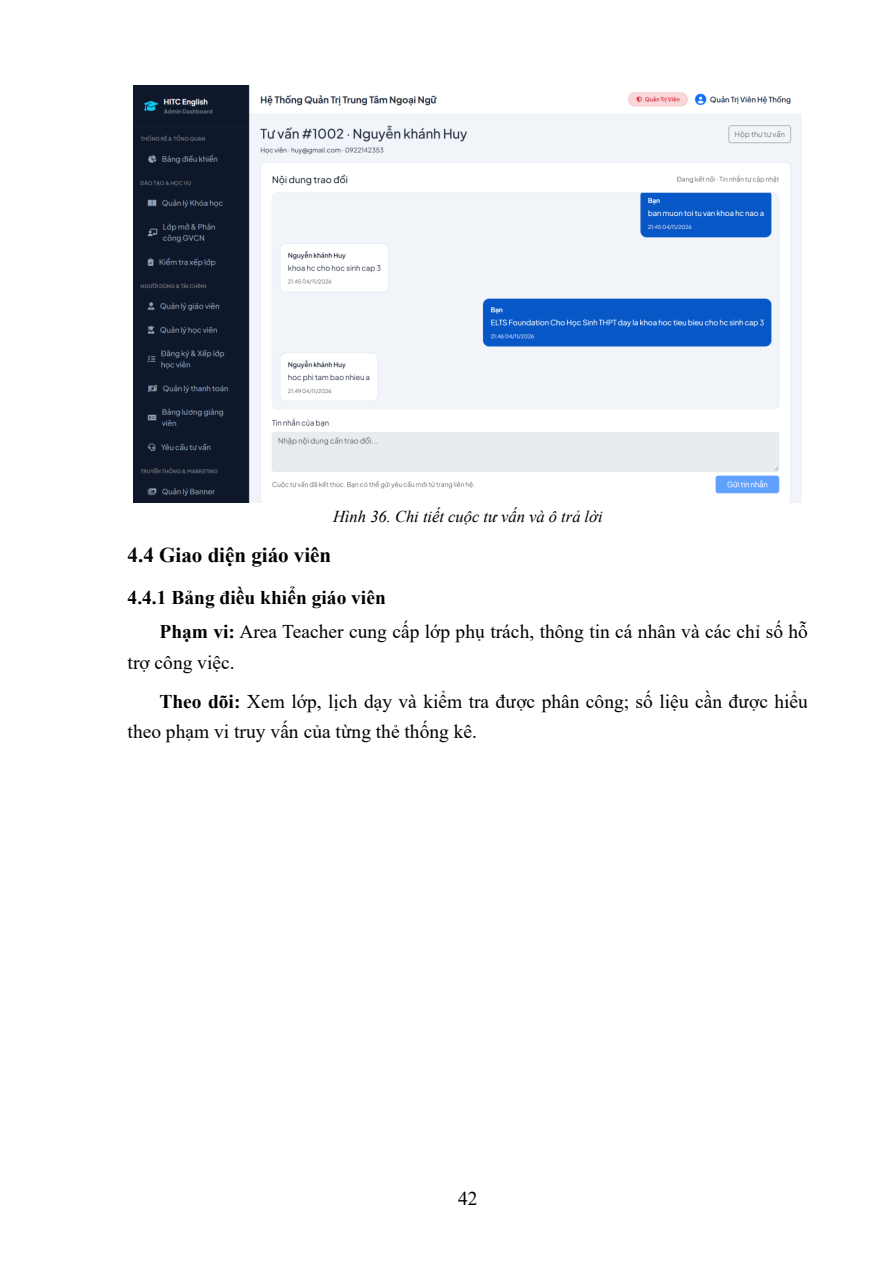 HITC English
Admin Dashboard
THỐNG KÊ & TỔNG QUAN
Bảng điều khiển
ĐÀO TẠO & HỌC VỤ
Quản lý Khóa học
Lớp mở & Phân
công GVCN
Kiểm tra xếp lớp
NGƯỜI DÙNG & TÀI CHÍNH
Quản lý giáo viên
Quản lý học viên
Đăng ký & Xếp lớp
học viên
Quản lý thanh toán
Bảng lương giảng
viên
Yêu cầu tư vấn
TRUYỀN THÔNG & MARKETING
Quản lý Banner
Hệ Thống Quản Trị Trung Tâm Ngoại Ngữ
Quản Trị Viên
Quản Trị Viên Hệ Thống
Tư vấn #1002 · Nguyễn khánh Huy
Học viên · huy@gmail.com · 0922142353
Hộp thư tư vấn
Nội dung trao đổi
Đang kết nối · Tin nhắn tự cập nhật
Bạn
ban muon toi tu van khoa hc nao a
21:45 04/11/2026
Nguyễn khánh Huy
khoa hc cho hoc sinh cap 3
21:45 04/11/2026
Bạn
ELTS Foundation Cho Học Sinh THPT day la khoa hoc tieu bieu cho hc sinh cap 3
21:46 04/11/2026
Nguyễn khánh Huy
hoc phi tam bao nhieu a
21:49 04/11/2026
Tin nhắn của bạn
Nhập nội dung cần trao đổi...
Cuộc tư vấn đã kết thúc. Bạn có thể gửi yêu cầu mới từ trang liên hệ.
Gửi tin nhắn
Hình 36. Chi tiết cuộc tư vấn và ô trả lời
4.4 Giao diện giáo viên
4.4.1 Bảng điều khiển giáo viên
Phạm vi: Area Teacher cung cấp lớp phụ trách, thông tin cá nhân và các chỉ số hỗ
trợ công việc.
Theo dõi: Xem lớp, lịch dạy và kiểm tra được phân công; số liệu cần được hiểu
theo phạm vi truy vấn của từng thẻ thống kê.
42